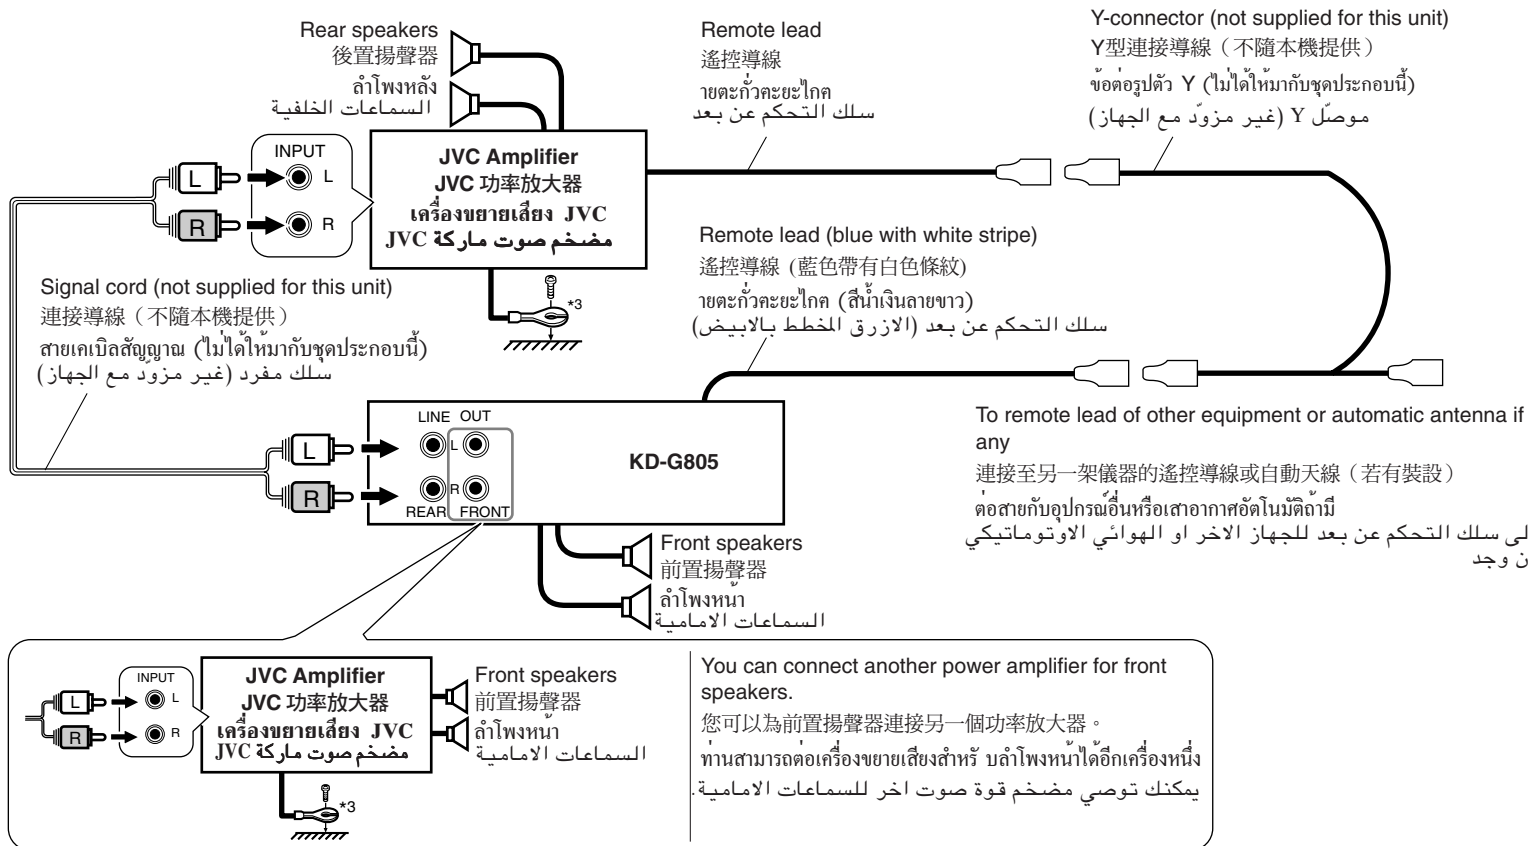 Rear speakers
後置揚聲器
ลำโพงหลัง
السماعات الخلفية
Remote lead
遙控導線
ายตะกั่วคะยะไกค
سلك التحكم عن بعد
Y-connector (not supplied for this unit)
Y型連接導線（不隨本機提供）
ข้อต่อรูปตัว Y (ไม่ได้ให้มากับชุดประกอบนี้)
موصّل Y (غير مزودّ مع الجهاز)
INPUT
L
L
R
R
JVC Amplifier
JVC 功率放大器
เครื่องขยายเสียง JVC
مضخم صوت ماركة JVC
*3
Remote lead (blue with white stripe)
遙控導線 (藍色帶有白色條紋)
ายตะกั่วคะยะไกค (สีน้ำเงินลายขาว)
سلك التحكم عن بعد (الازرق المخطط بالابيض)
Signal cord (not supplied for this unit)
連接導線（不隨本機提供）
สายเคเบิลสัญญาณ (ไม่ได้ให้มากับชุดประกอบนี้)
سلك مفرد (غير مزودّ مع الجهاز)
LINE OUT
L
L
R
R
REAR FRONT
KD-G805
To remote lead of other equipment or automatic antenna if
any
連接至另一架儀器的遙控導線或自動天線（若有裝設）
ต่อสายกับอุปกรณ์อื่นหรือเสาอากาศอัตโนมัติถ้ามี
لى سلك التحكم عن بعد للجهاز الاخر او الهوائي الاوتوماتيكي
ن وجد
Front speakers
前置揚聲器
ลำโพงหน้า
السماعات الامامية
INPUT
L
L
R
R
JVC Amplifier
JVC 功率放大器
เครื่องขยายเสียง JVC
مضخم صوت ماركة JVC
*3
Front speakers
前置揚聲器
ลำโพงหน้า
السماعات الامامية
You can connect another power amplifier for front
speakers.
您可以為前置揚聲器連接另一個功率放大器。
ท่านสามารถต่อเครื่องขยายเสียงสำหรั บลำโพงหน้าได้อีกเครื่องหนึ่ง
يمكنك توصي مضخم قوة صوت اخر للسماعات الامامية.